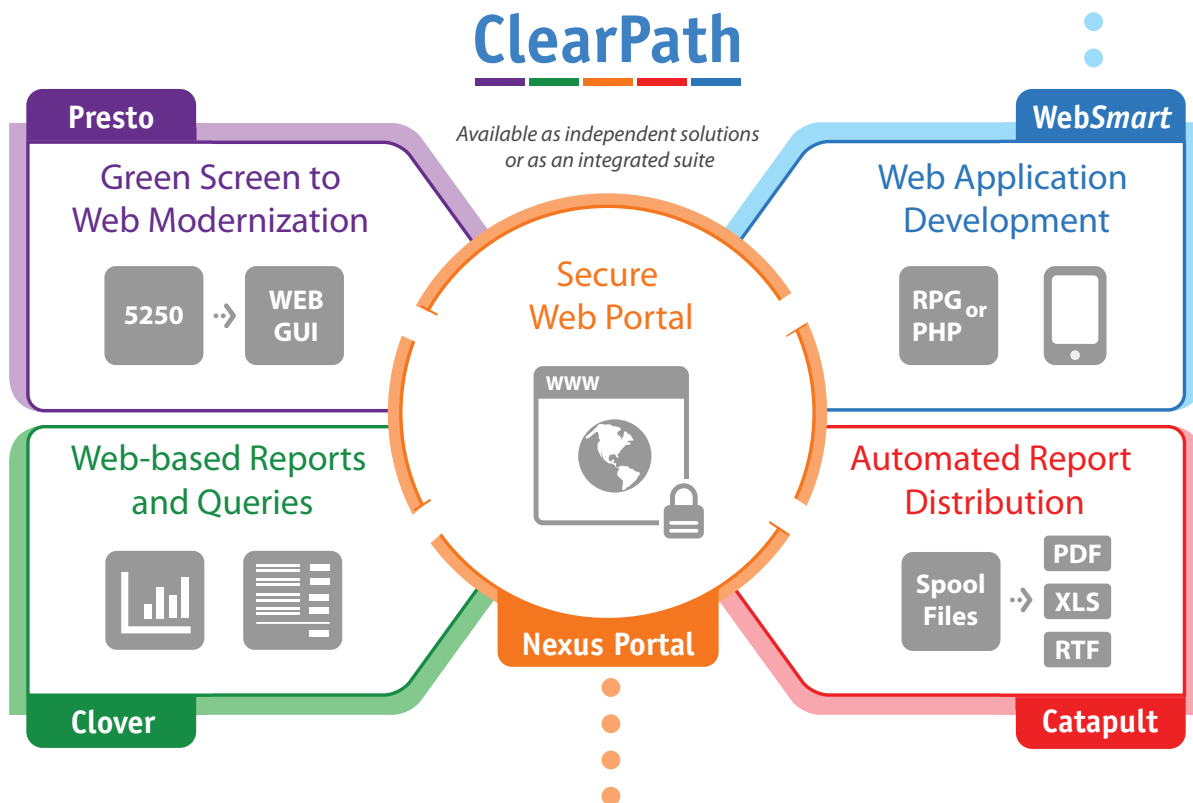 ClearPath
Available as independent solutions
or as an integrated suite
Presto
Green Screen to
Web Modernization
5250
WEB
GUI
WebSmart
Web Application
Development
RPG or
PHP
Secure
Web Portal
WWW
Nexus Portal
Web-based Reports
and Queries
Clover
Automated Report
Distribution
Spool
Files
PDF
XLS
RTF
Catapult